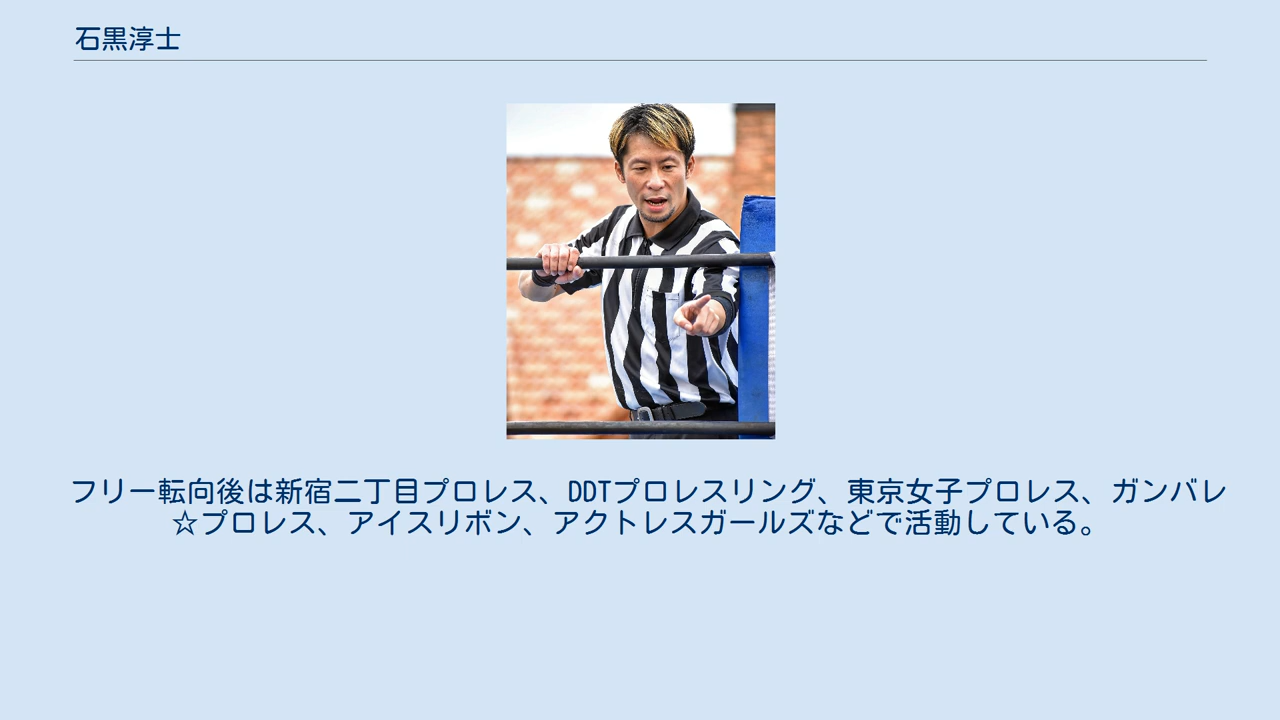 石黒淳士
フリー転向後は新宿二丁目プロレス、DDTプロレスリング、東京女子プロレス、ガンバレ
☆プロレス、アイスリボン、アクトレスガールズなどで活動している。